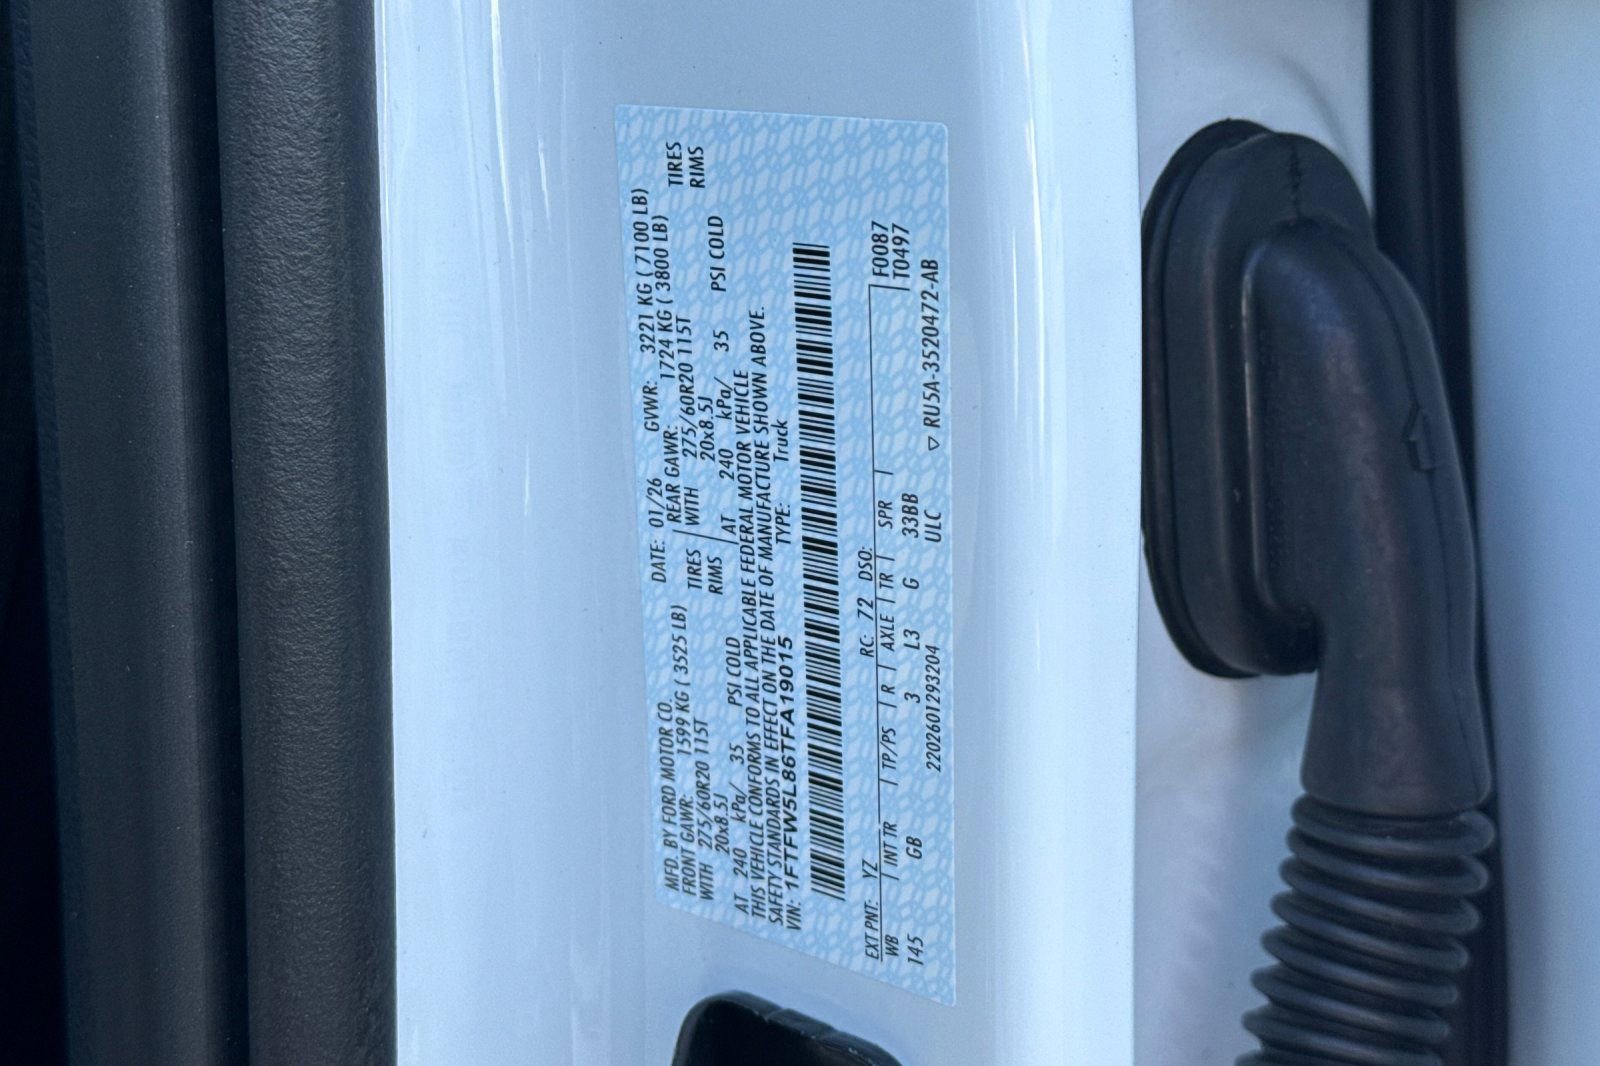 MFD. BY FORD MOTOR CO. DATE: 01/26 GVWR: 3221 KG ( 7100 LB)
FRONT GAWR: 1599 KG ( 3525 LB) REAR GAWR: 1724 KG ( 3800 LB)
WITH 275/60R20 115T TIRES WITH 275/60R20 115T TIRES
20x8.5J RIMS 20x8.5J RIMS
AT 240 kPa/ 35 PSI COLD AT 240 kPa/ 35 PSI COLD
THIS VEHICLE CONFORMS TO ALL APPLICABLE FEDERAL MOTOR VEHICLE
SAFETY STANDARDS IN EFFECT ON THE DATE OF MANUFACTURE SHOWN ABOVE.
VIN: 1FTFW5L86TFA19015 TYPE: Truck
EXT PNT: YZ RC: 72 DSO: F0087
WB INT TR TP/PS R AXLE TR SPR T0497
145 GB 3 L3 G 33BB
2202601293204 ULC ▽ RU5A-3520472-AB